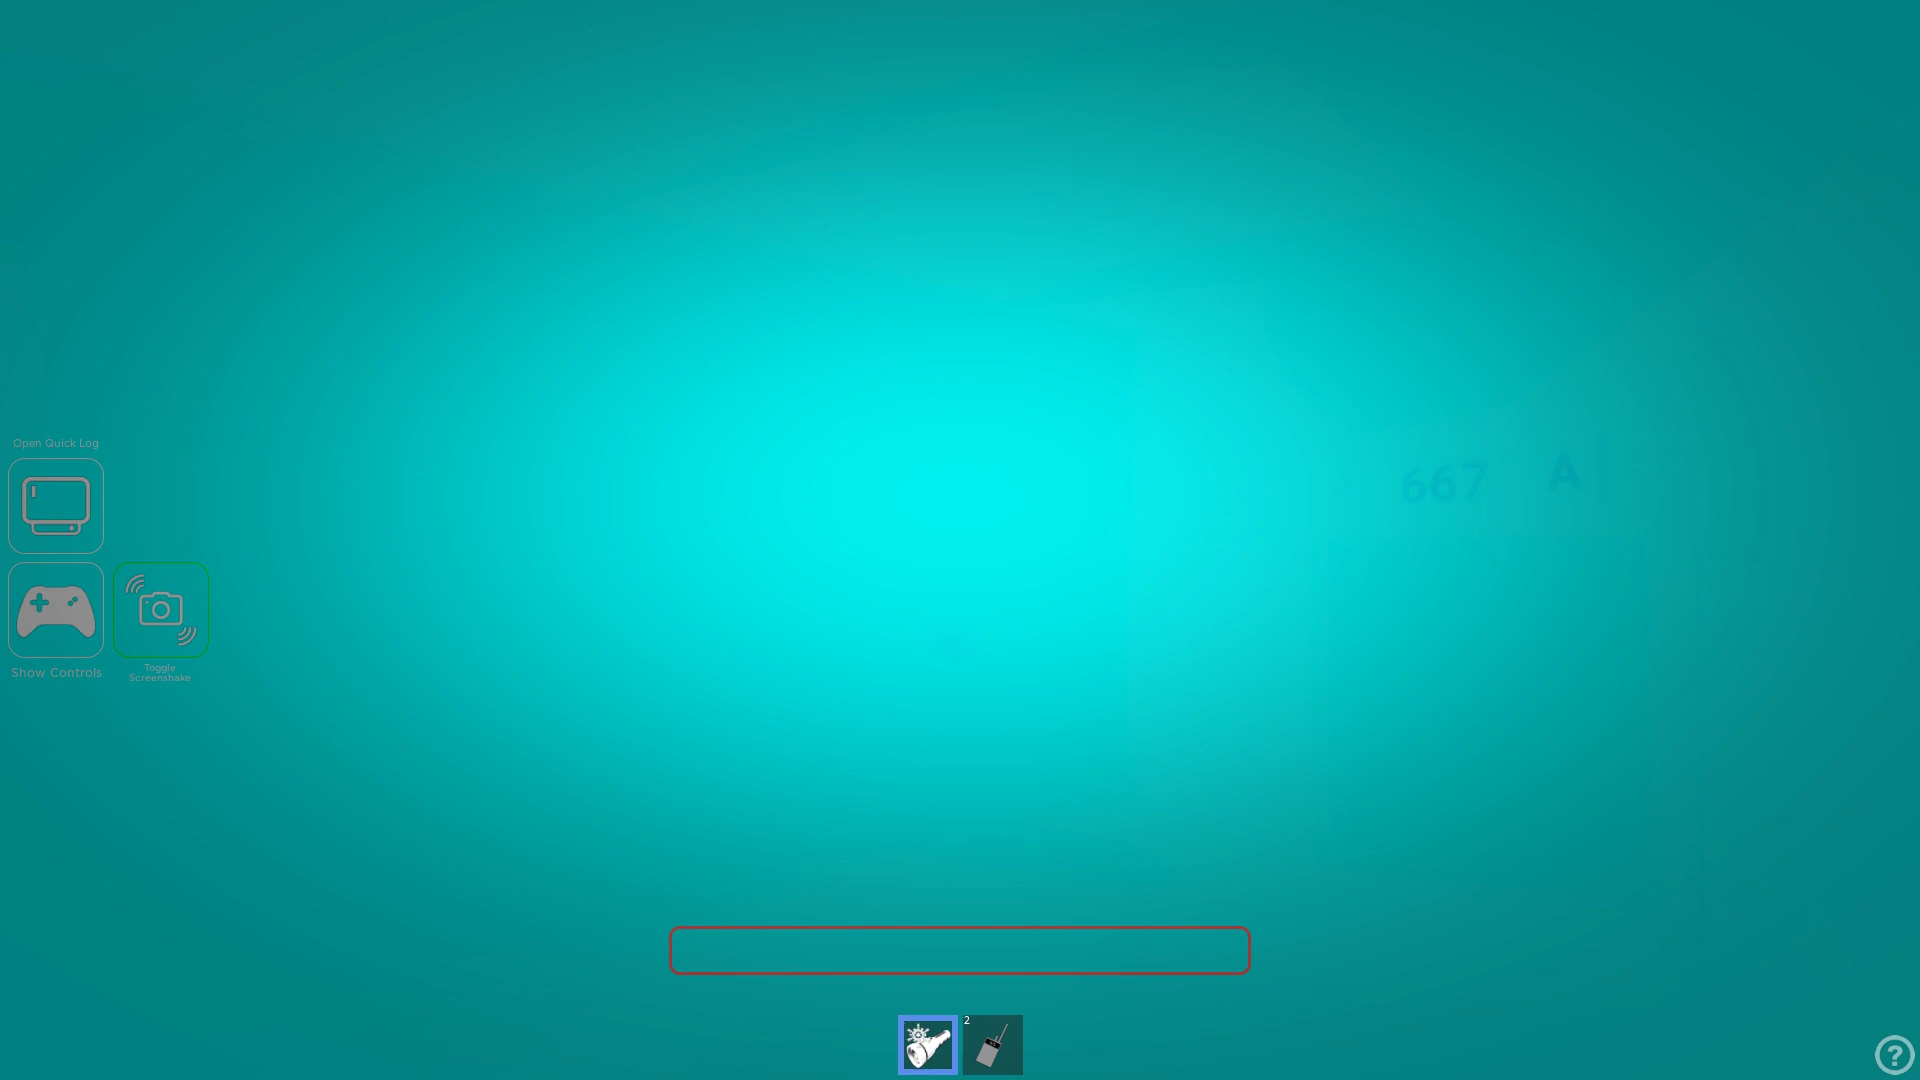 Open Quick Log
667 A
Show Controls
Toggle
Screenshake
2
?